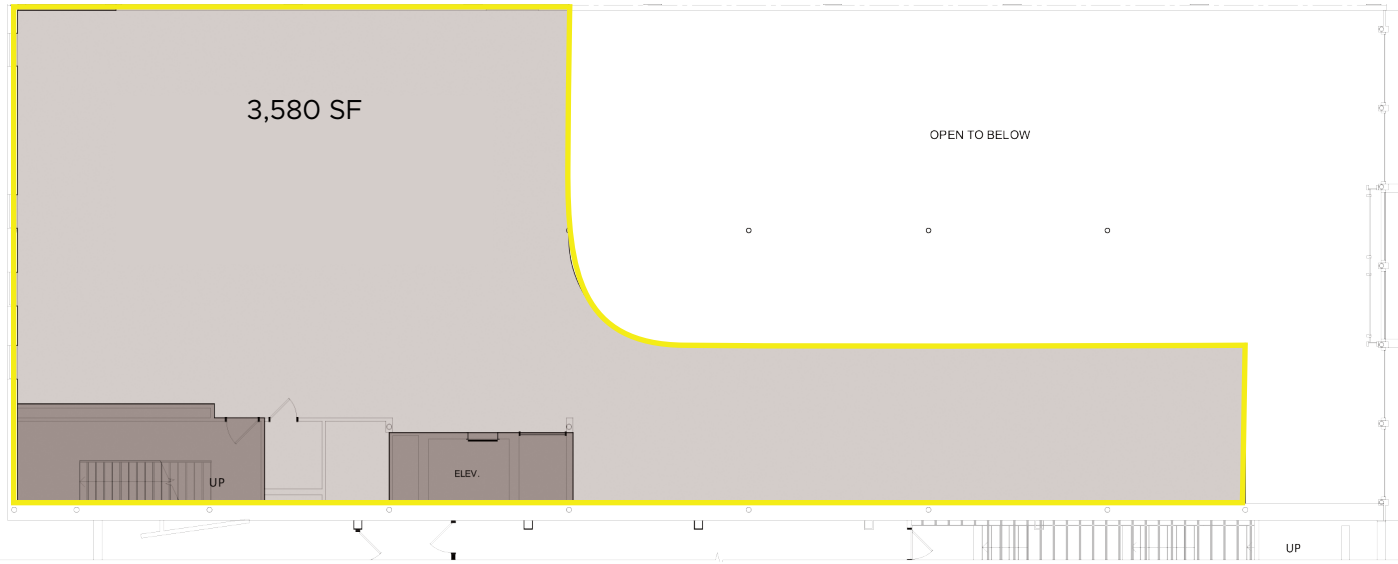 3,580 SF
OPEN TO BELOW
ELEV.
UP
UP